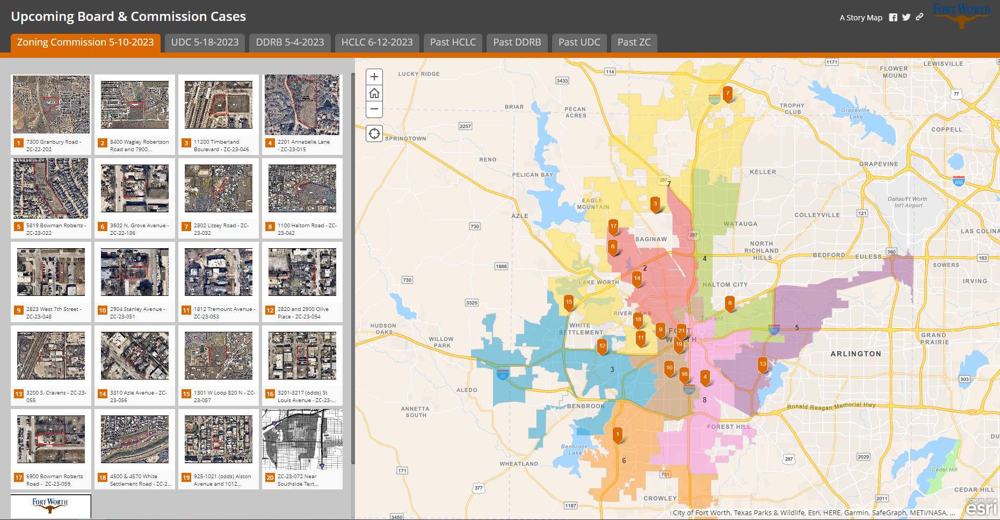 Upcoming Board & Commission Cases
A Story Map
FORT WORTH
Zoning Commission 5-10-2023
UDC 5-18-2023
DDRB 5-4-2023
HCLC 6-12-2023
Past HCLC
Past DDRB
Past UDC
Past ZC
1 7300 Granbury Road -
ZC-22-202
2 8400 Wagley Robertson
Road and 7900...
3 11200 Timberland
Boulevard - ZC-23-046
4 2201 Annabelle Lane
- ZC-23-015
5 5819 Bowman Roberts -
ZC-23-022
6 3602 N. Grove Avenue -
ZC-22-186
7 2802 Litsey Road - ZC-
23-032
8 1100 Haltom Road - ZC-
23-042
9 2823 West 7th Street -
ZC-23-048
10 2904 Stanley Avenue -
ZC-23-051
11 1812 Tremount Avenue -
ZC-23-053
12 2820 and 2900 Olive
Place - ZC-23-054
13 3200 S. Cravens - ZC-23-
055
14 3310 Azle Avenue - ZC-
23-056
15 1301 W Loop 820 N - ZC-
23-057
16 3201-3217 (odds) St
Louis Avenue - ZC-23-...
17 6900 Bowman Roberts
Road - ZC-23-059
18 4500 & 4570 White
Settlement Road - ZC-2...
19 925-1021 (odds) Alston
Avenue and 1012...
20 ZC-23-072 Near
Southside Text...
FORT WORTH
+
−
LUCKY RIDGE
114
3433
1171
LEWISVILLE
FLOWER
MOUND
77
7
35W
BRIAR
PECAN
ACRES
TROPHY
CLUB
Grapevine
Lake
2257
COPPELL
SPRINGTOWN
RENO
GRAPEVINE
PELICAN BAY
KELLER
287
7
635
EAGLE
MOUNTAIN
3
Dallas/Ft Worth
Int'l Airport
AZLE
COLLEYVILLE
121
730
17
WATAUGA
LAS COLINA
SAGINAW
287
6
NORTH
RICHLAND
HILLS
BEDFORD
EULESS
360
183
4
SOWERS
1886
2
730
14
LAKE WORTH
HALTOM CITY
IRVING
3325
15
8
RIVER OAKS
Tarrant
18
HUDSON
OAKS
WHITE
SETTLEMENT
9
21
FORT
WORTH
30
5
GRAND
PRAIRIE
WILLOW
PARK
11
12
19
ARLINGTON
3
10
13
20
16
4
303
ALEDO
35W
8
BENBROOK
Ronald Reagan Memorial Hwy
ANNETTA
SOUTH
FOREST HILL
1
DU
Benbrook
Lake
6
287
2029
WHEATLAND
171
731
Cedar Hill
377
CEDAR HILL
CROWLEY
2011
1187
3450
City of Fort Worth, Texas Parks & Wildlife, Esri, HERE, Garmin, SafeGraph, METI/NASA, ...
POWERED BY
esri